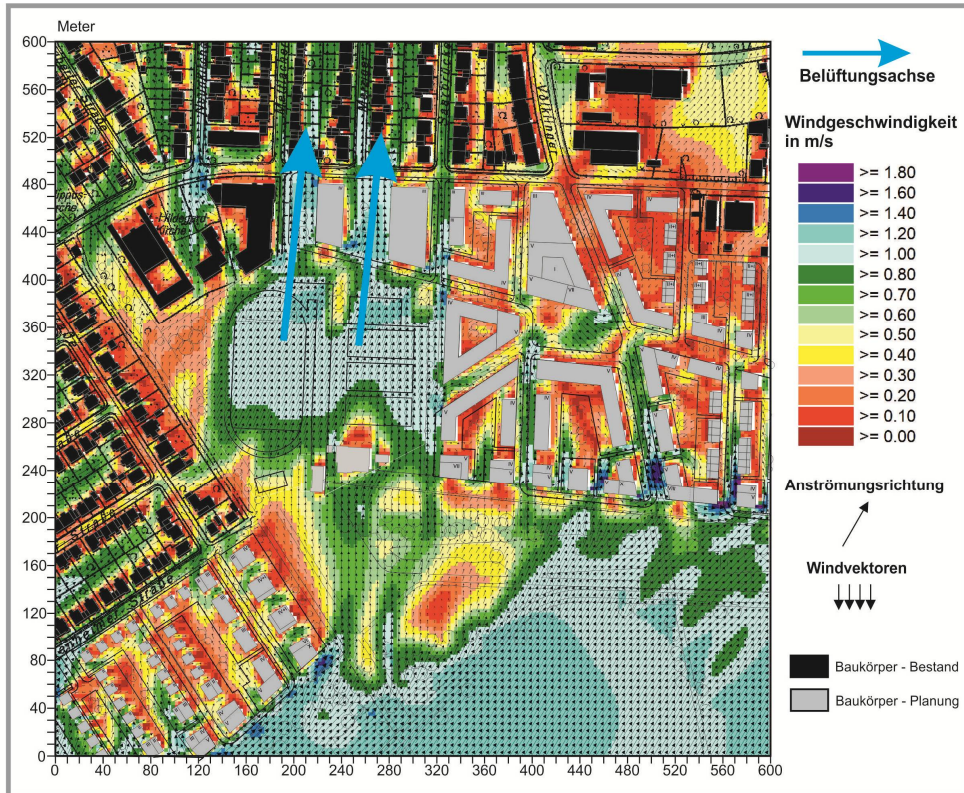 Meter
600
560
520
480
440
400
360
320
280
240
200
160
120
80
40
0
0 40 80 120 160 200 240 280 320 360 400 440 480 520 560 600
Hildegard
Kirche
Straße
Belüftungsachse
Windgeschwindigkeit
in m/s
>= 1.80
>= 1.60
>= 1.40
>= 1.20
>= 1.00
>= 0.80
>= 0.70
>= 0.60
>= 0.50
>= 0.40
>= 0.30
>= 0.20
>= 0.10
>= 0.00
Anströmungsrichtung
Windvektoren
Baukörper - Bestand
Baukörper - Planung